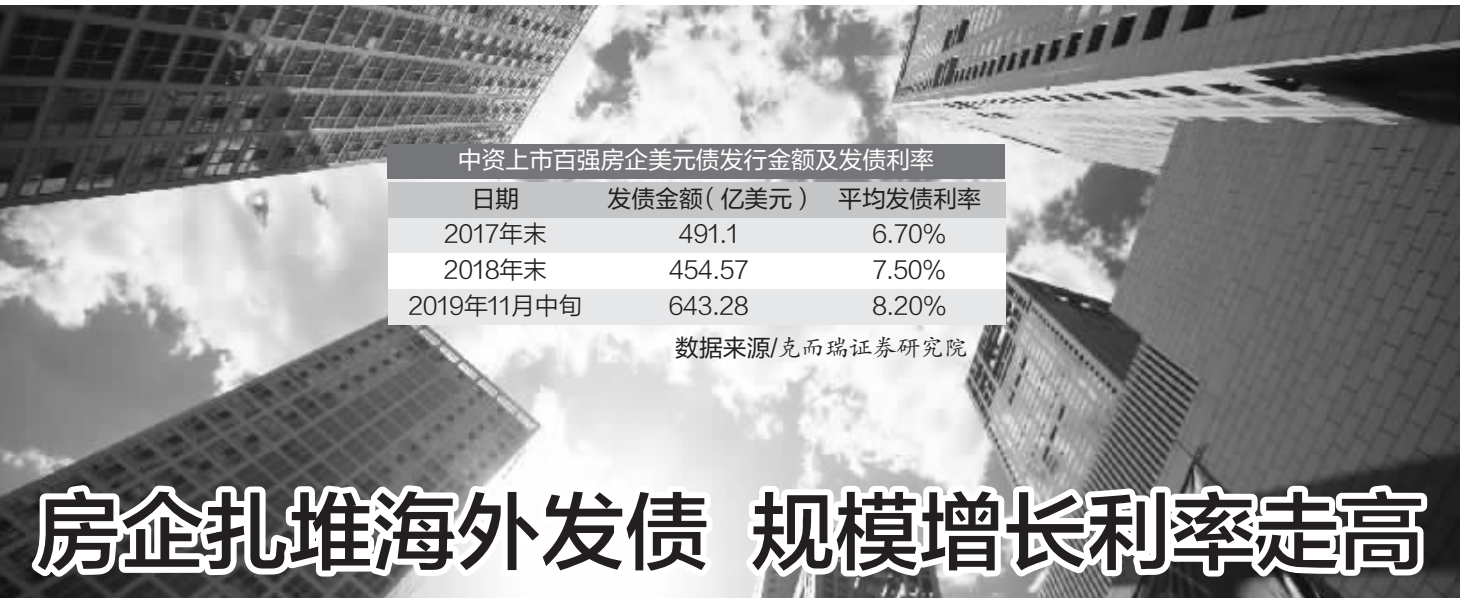 中资上市百强房企美元债发行金额及发债利率
日期 发债金额(亿美元) 平均发债利率
2017年末 491.1 6.70%
2018年末 454.57 7.50%
2019年11月中旬 643.28 8.20%
数据来源/克而瑞证券研究院
房企扎堆海外发债 规模增长利率走高